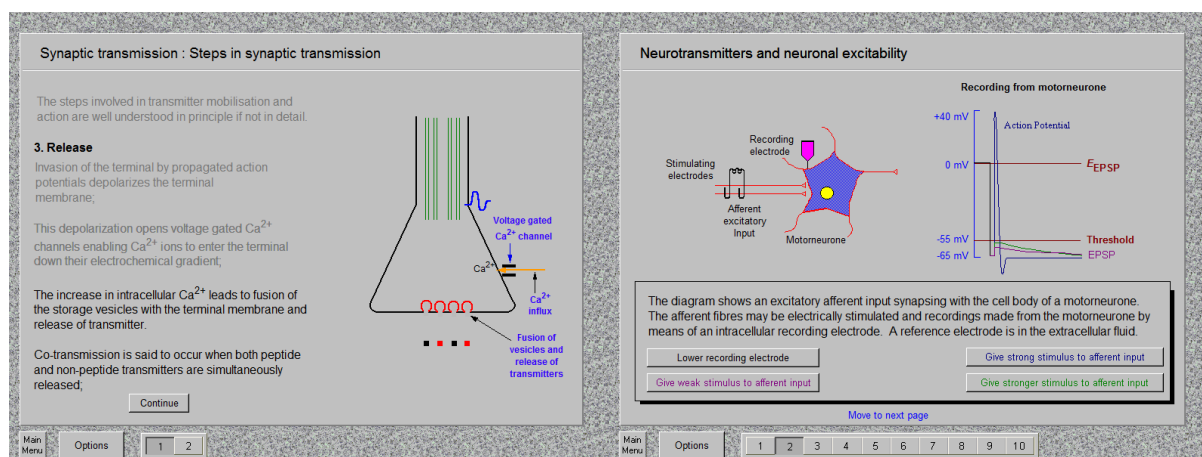 Synaptic transmission : Steps in synaptic transmission
The steps involved in transmitter mobilisation and
action are well understood in principle if not in detail.
3. Release
Invasion of the terminal by propagated action
potentials depolarizes the terminal
membrane;
This depolarization opens voltage gated Ca2+
channels enabling Ca2+ ions to enter the terminal
down their electrochemical gradient;
The increase in intracellular Ca2+ leads to fusion of
the storage vesicles with the terminal membrane and
release of transmitter.
Co-transmission is said to occur when both peptide
and non-peptide transmitters are simultaneously
released;
Continue
Voltage gated
Ca2+ channel
Ca2+
Ca2+
influx
Fusion of
vesicles and
release of
transmitters
Main
Menu
Options
1 2
Neurotransmitters and neuronal excitability
Recording from motorneurone
+40 mV
Action Potential
0 mV
EEPSP
-55 mV
Threshold
-65 mV
EPSP
Recording
electrode
Stimulating
electrodes
Afferent
excitatory
Input
Motorneurone
The diagram shows an excitatory afferent input synapsing with the cell body of a motorneurone.
The afferent fibres may be electrically stimulated and recordings made from the motorneurone by
means of an intracellular recording electrode. A reference electrode is in the extracellular fluid.
Lower recording electrode
Give strong stimulus to afferent input
Give weak stimulus to afferent input
Give stronger stimulus to afferent input
Move to next page
Main
Menu
Options
1 2 3 4 5 6 7 8 9 10